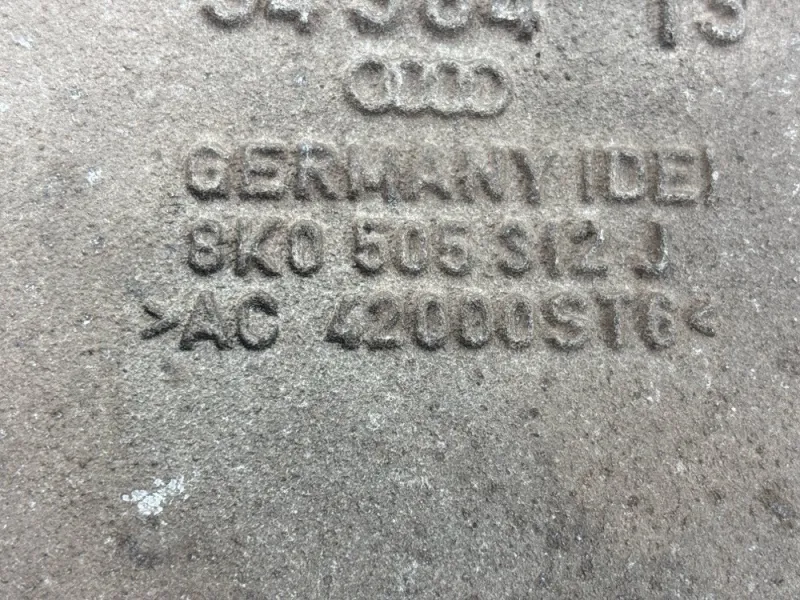 GERMANY (DE)
8K0 505 312 J
>AC 42000ST6<